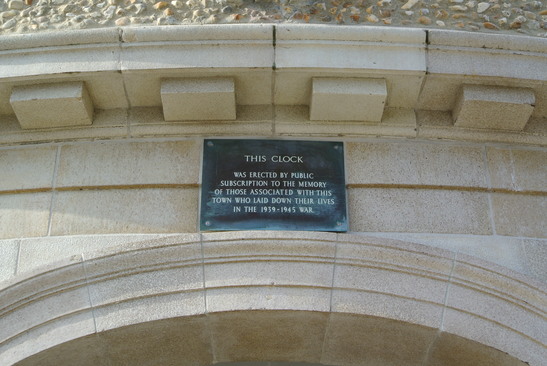 THIS CLOCK
WAS ERECTED BY PUBLIC
SUBSCRIPTION TO THE MEMORY
OF THOSE ASSOCIATED WITH THIS
TOWN WHO LAID DOWN THEIR LIVES
IN THE 1939-1945 WAR.